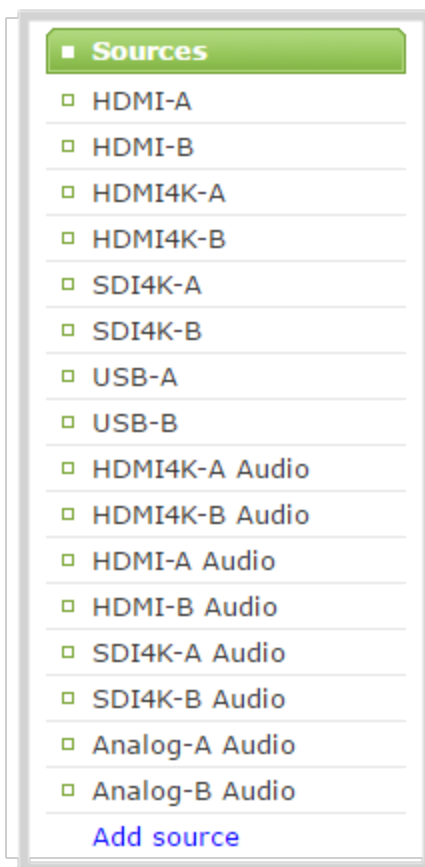 Sources
HDMI-A
HDMI-B
HDMI4K-A
HDMI4K-B
SDI4K-A
SDI4K-B
USB-A
USB-B
HDMI4K-A Audio
HDMI4K-B Audio
HDMI-A Audio
HDMI-B Audio
SDI4K-A Audio
SDI4K-B Audio
Analog-A Audio
Analog-B Audio
Add source